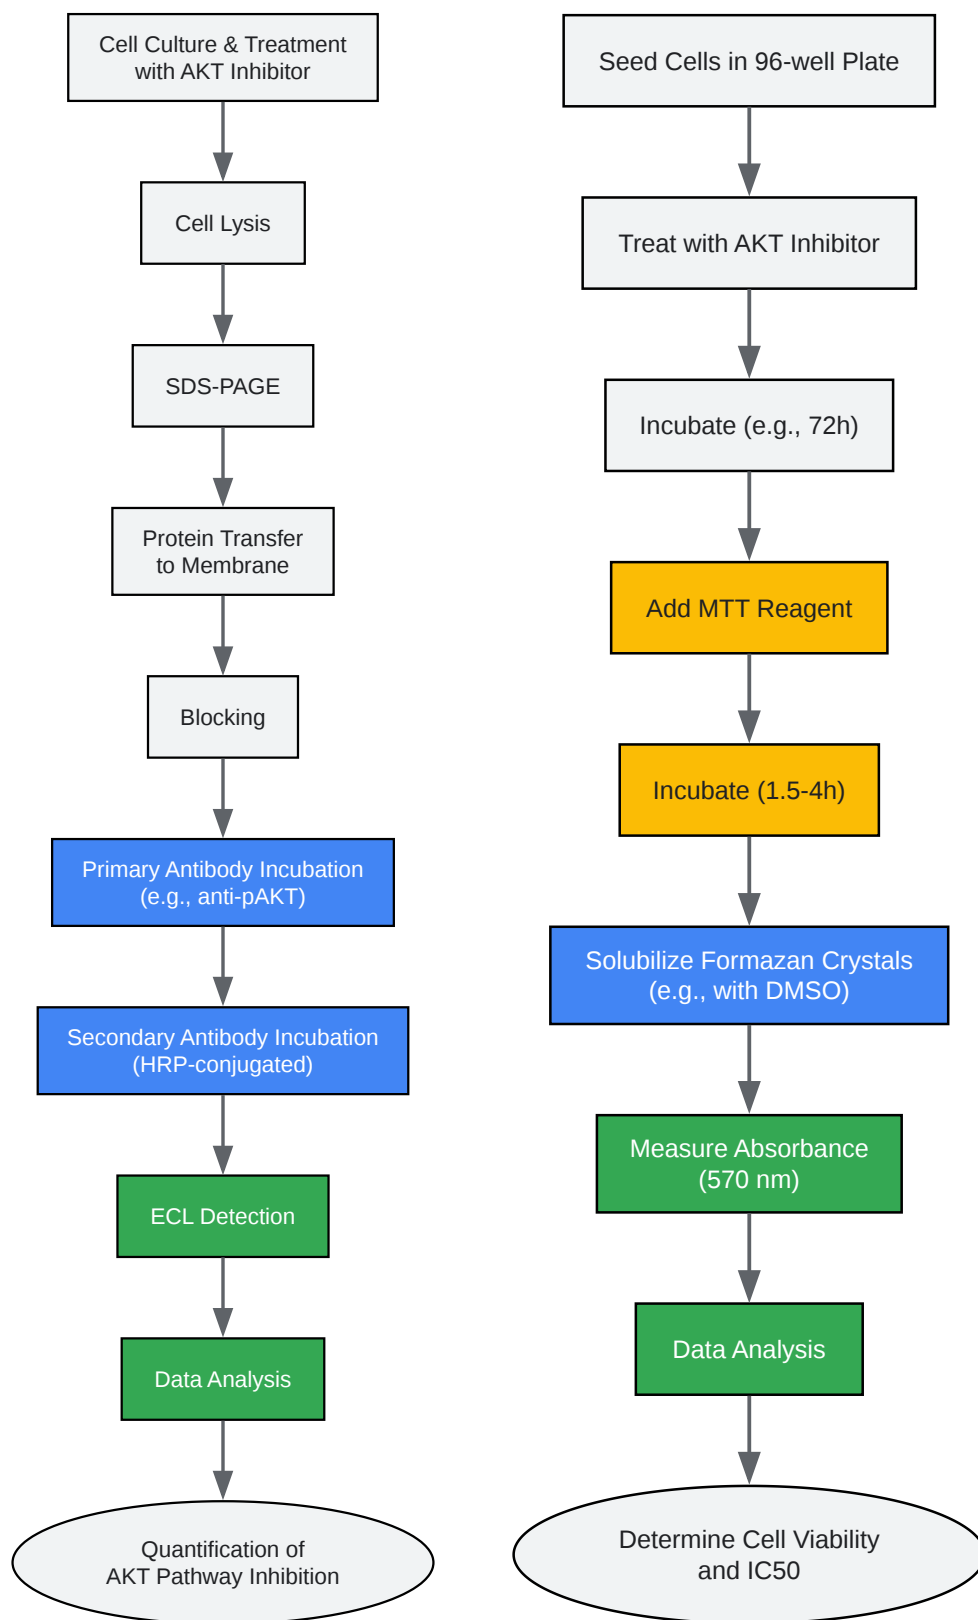 Cell Culture & Treatment
with AKT Inhibitor
Cell Lysis
SDS-PAGE
Protein Transfer
to Membrane
Blocking
Primary Antibody Incubation
(e.g., anti-pAKT)
Secondary Antibody Incubation
(HRP-conjugated)
ECL Detection
Data Analysis
Quantification of
AKT Pathway Inhibition
Seed Cells in 96-well Plate
Treat with AKT Inhibitor
Incubate (e.g., 72h)
Add MTT Reagent
Incubate (1.5-4h)
Solubilize Formazan Crystals
(e.g., with DMSO)
Measure Absorbance
(570 nm)
Data Analysis
Determine Cell Viability
and IC50